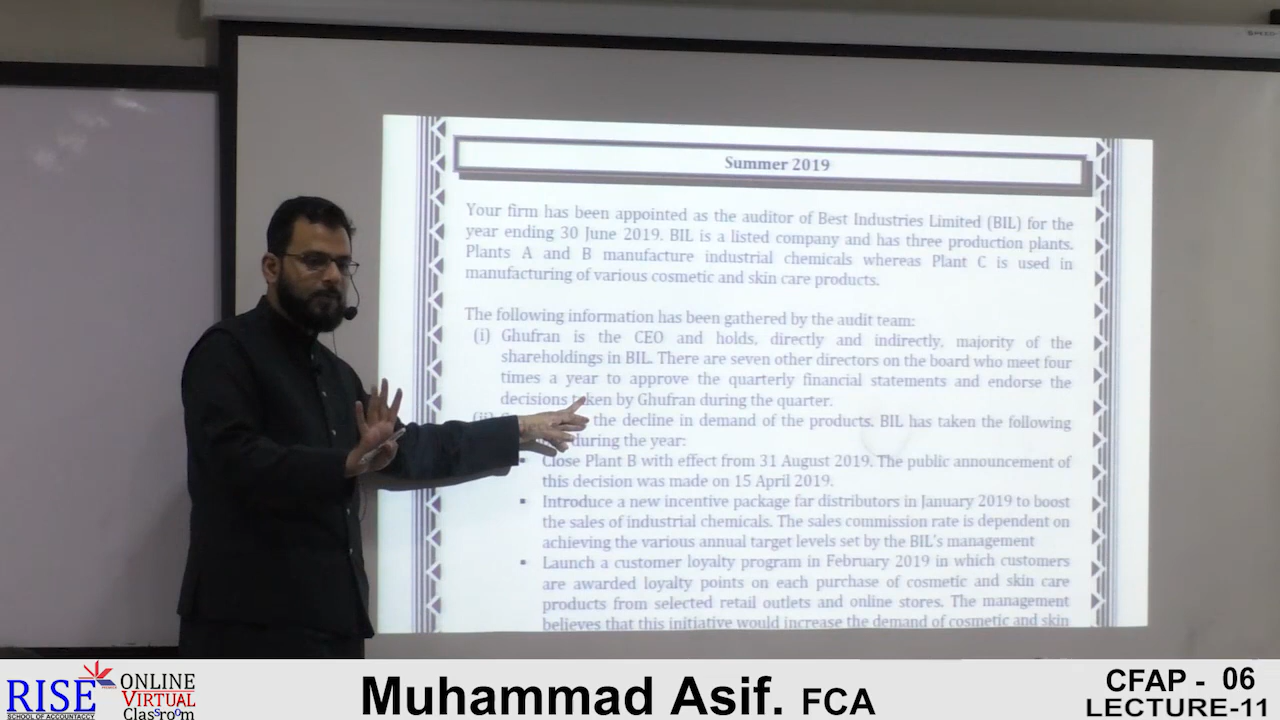 Summer 2019
Your firm has been appointed as the auditor of Best Industries Limited (BIL) for the
year ending 30 June 2019. BIL is a listed company and has three production plants.
Plants A and B manufacture industrial chemicals whereas Plant C is used in
manufacturing of various cosmetic and skin care products.
The following information has been gathered by the audit team:
(i) Ghufran is the CEO and holds, directly and indirectly, majority of the
shareholdings in BIL. There are seven other directors on the board who meet four
times a year to approve the quarterly financial statements and endorse the
decisions taken by Ghufran during the quarter.
the decline in demand of the products. BIL has taken the following
during the year:
▪ Close Plant B with effect from 31 August 2019. The public announcement of
this decision was made on 15 April 2019.
▪ Introduce a new incentive package far distributors in January 2019 to boost
the sales of industrial chemicals. The sales commission rate is dependent on
achieving the various annual target levels set by the BIL's management
▪ Launch a customer loyalty program in February 2019 in which customers
are awarded loyalty points on each purchase of cosmetic and skin care
products from selected retail outlets and online stores. The management
believes that this initiative would increase the demand of cosmetic and skin
RISE
SCHOOL OF ACCOUNTANCY
ONLINE
VIRTUAL
Classroom
Muhammad Asif. FCA
CFAP - 06
LECTURE-11